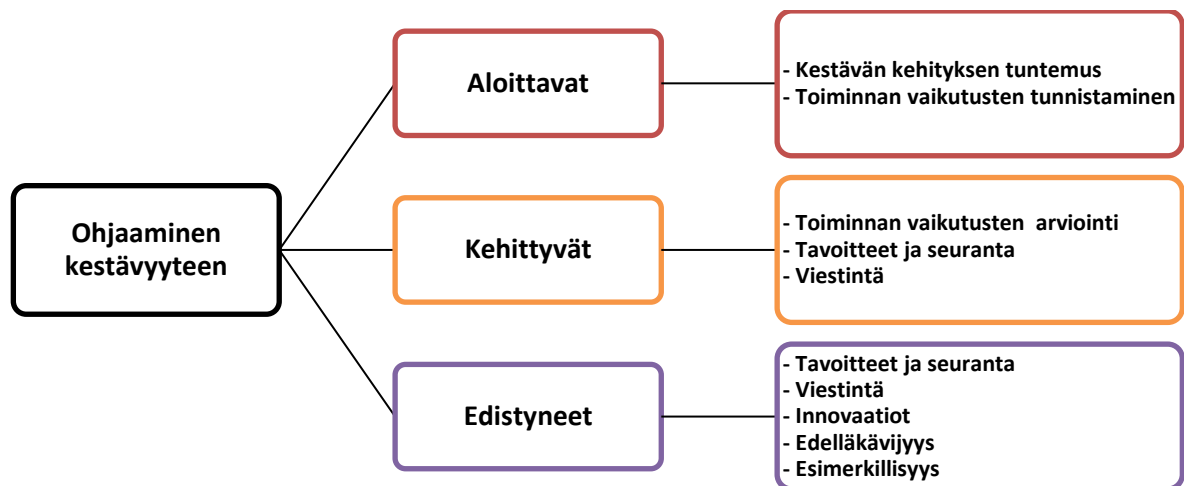 Ohjaaminen
kestävyyteen
Aloittavat
- Kestävän kehityksen tuntemus
- Toiminnan vaikutusten tunnistaminen
Kehittyvät
- Toiminnan vaikutusten arviointi
- Tavoitteet ja seuranta
- Viestintä
Edistyneet
- Tavoitteet ja seuranta
- Viestintä
- Innovaatiot
- Edelläkävijyys
- Esimerkillisyys